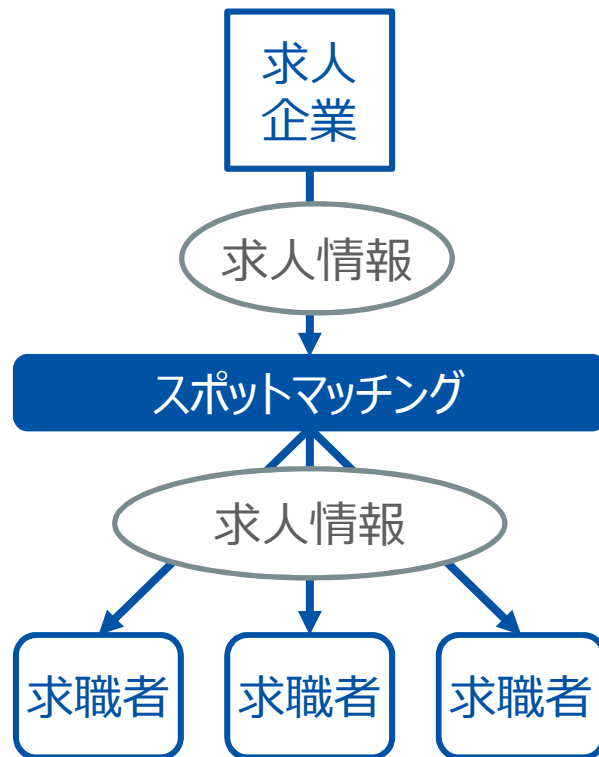 求人
企業
求人情報
スポットマッチング
求人情報
求職者
求職者
求職者